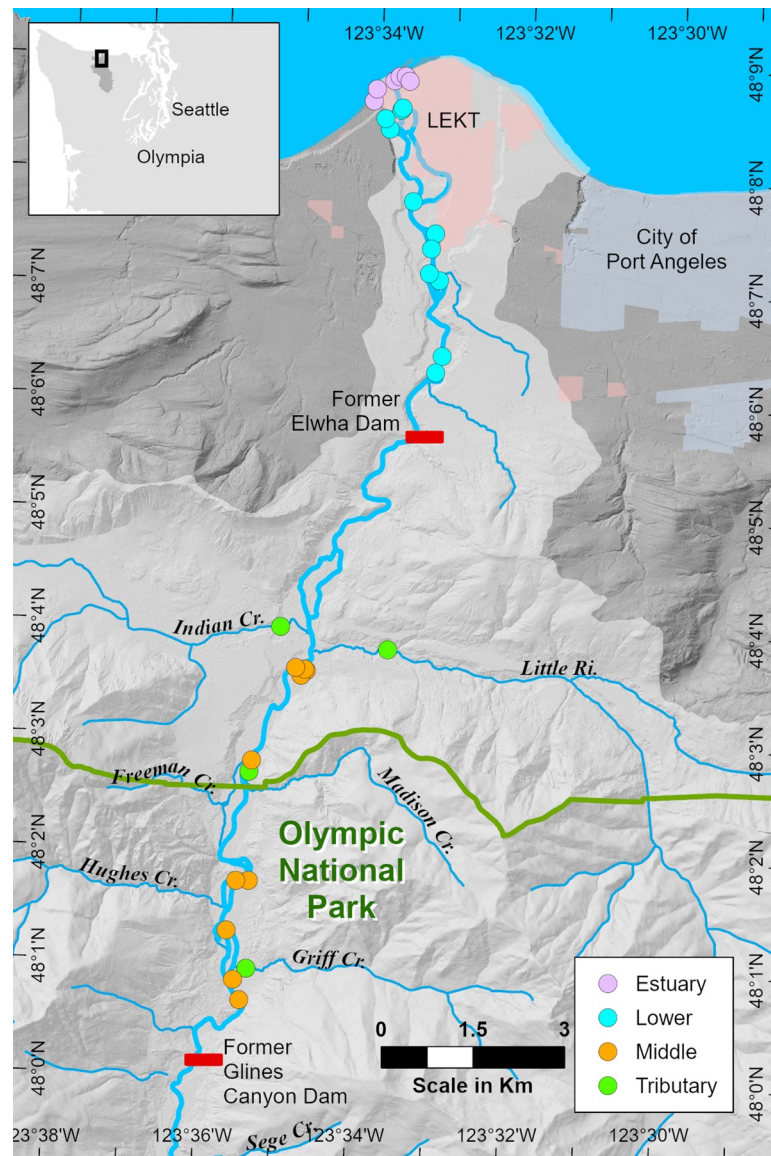 123°34'W
123°32'W
123°30'W
Seattle
Olympia
LEKT
48°9'N
48°8'N
City of
Port Angeles
48°7'N
48°7'N
48°6'N
48°6'N
Former
Elwha Dam
48°5'N
48°5'N
48°4'N
48°4'N
Indian Cr.
Little Ri.
48°3'N
48°3'N
Freeman Cr.
Madison Cr.
48°2'N
48°2'N
Olympic
National
Park
Hughes Cr.
48°1'N
48°1'N
Griff Cr.
Estuary
Lower
Middle
Tributary
0
1.5
3
Scale in Km
Former
Glines
Canyon Dam
48°0'N
48°0'N
Sege Cr.
123°38'W
123°36'W
123°34'W
123°32'W
123°30'W